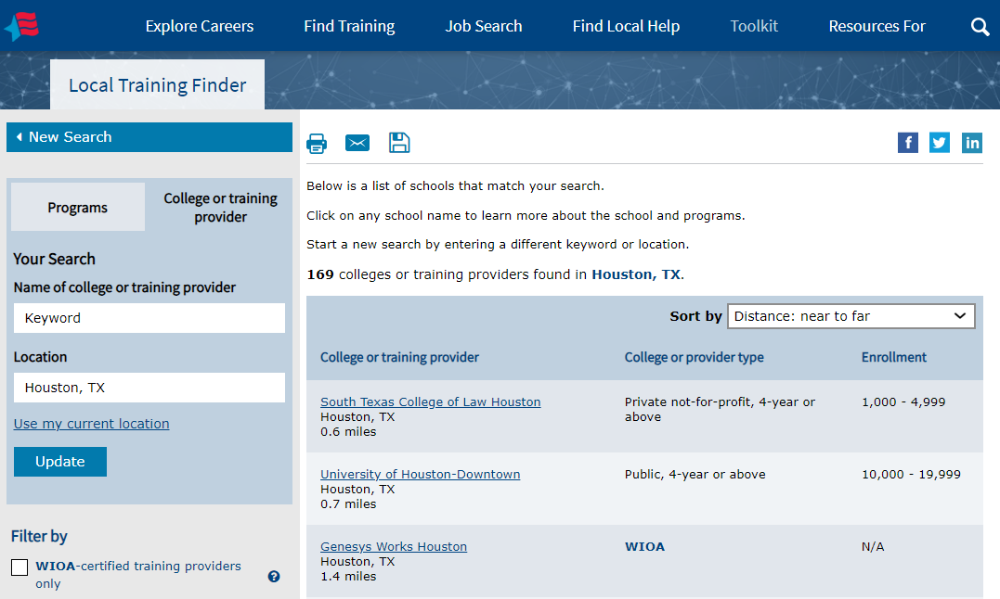 Explore Careers Find Training Job Search Find Local Help Toolkit Resources For
Local Training Finder
New Search
Programs
College or training
provider
Your Search
Name of college or training provider
Keyword
Location
Houston, TX
Use my current location
Update
Filter by
WIOA-certified training providers
only
?
f in
Below is a list of schools that match your search.
Click on any school name to learn more about the school and programs.
Start a new search by entering a different keyword or location.
169 colleges or training providers found in Houston, TX.
Sort by Distance: near to far
College or training provider College or provider type Enrollment
South Texas College of Law Houston Private not-for-profit, 4-year or 1,000 - 4,999
Houston, TX above
0.6 miles
University of Houston-Downtown Public, 4-year or above 10,000 - 19,999
Houston, TX
0.7 miles
Genesys Works Houston WIOA N/A
Houston, TX
1.4 miles